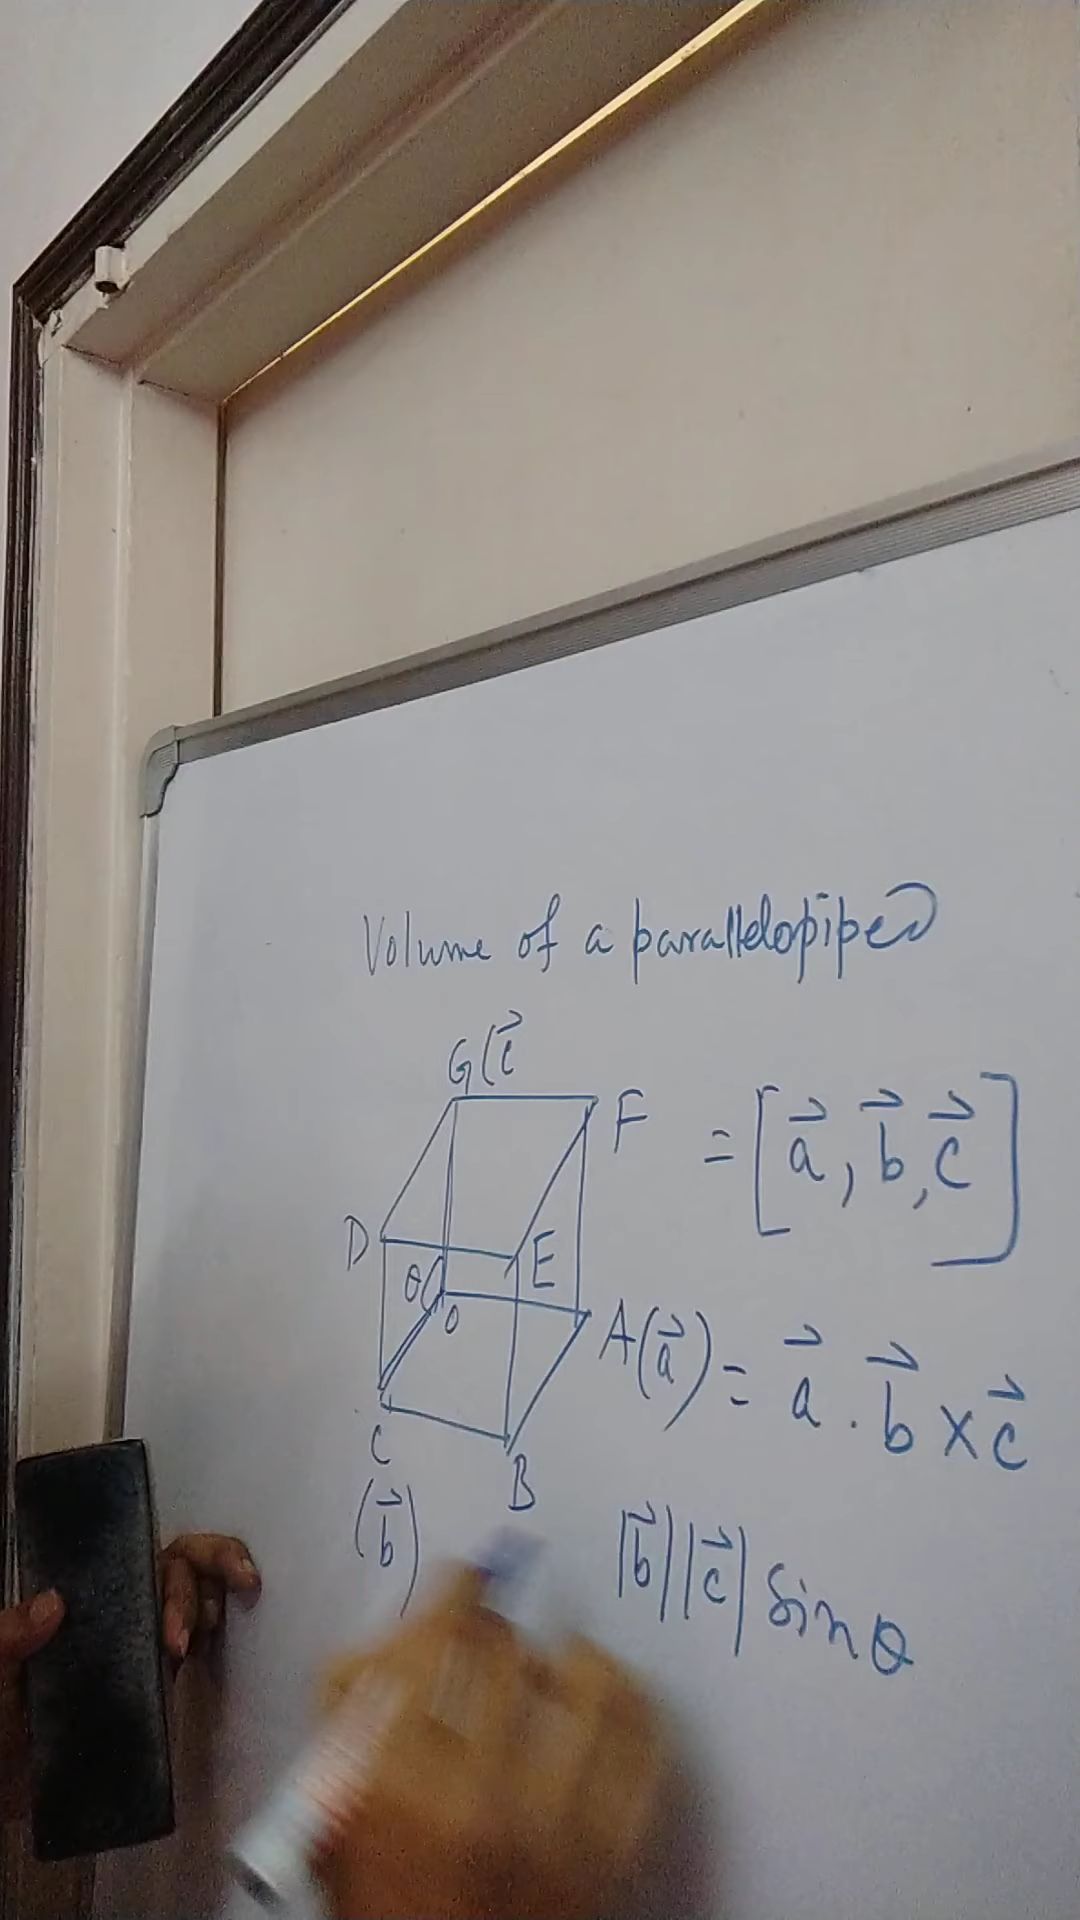 Volume of a parallelopiped
G(c⃗
F
= [a⃗, b⃗, c⃗]
D
E
θ
O
A(a⃗)
= a⃗ . b⃗ × c⃗
C
B
(b⃗)
|b⃗||c⃗| Sin θ